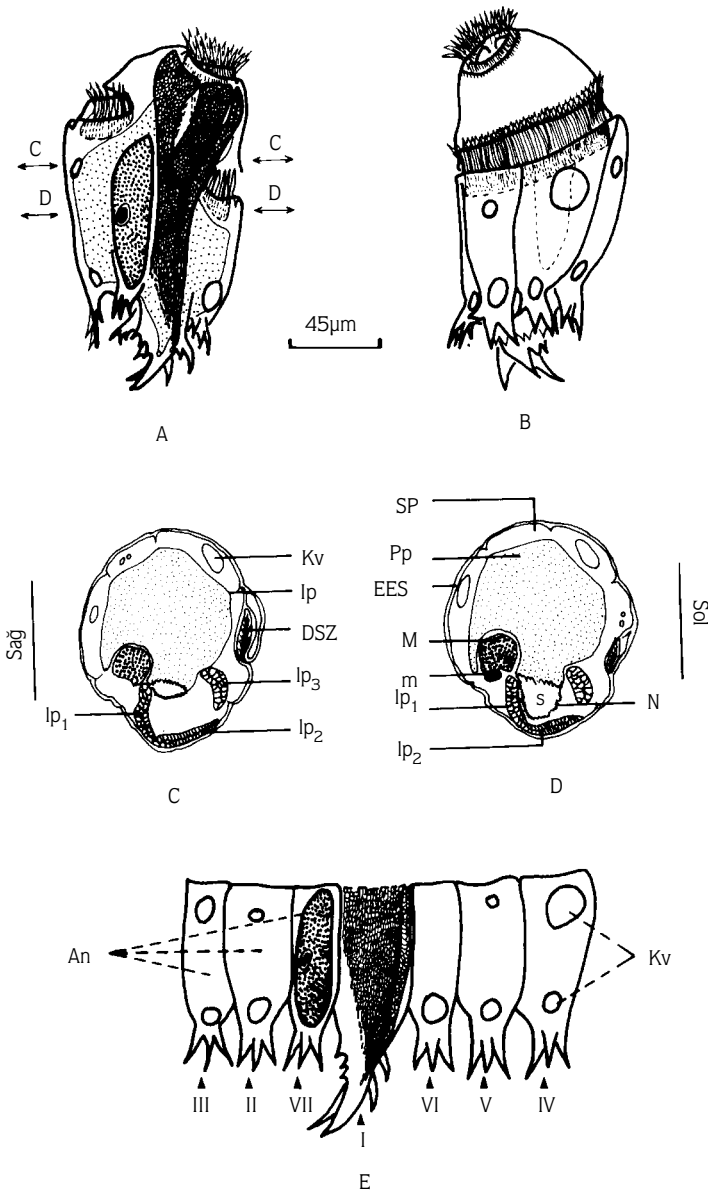 C C
D D
45µm
A B
SP
Kv Pp
Ip EES
DSZ M
Ip₃ m
Ip₁ Ip₁ S N
Ip₂ Ip₂
Sağ Sol
C D
An Kv
III II VII VI V IV
I
E